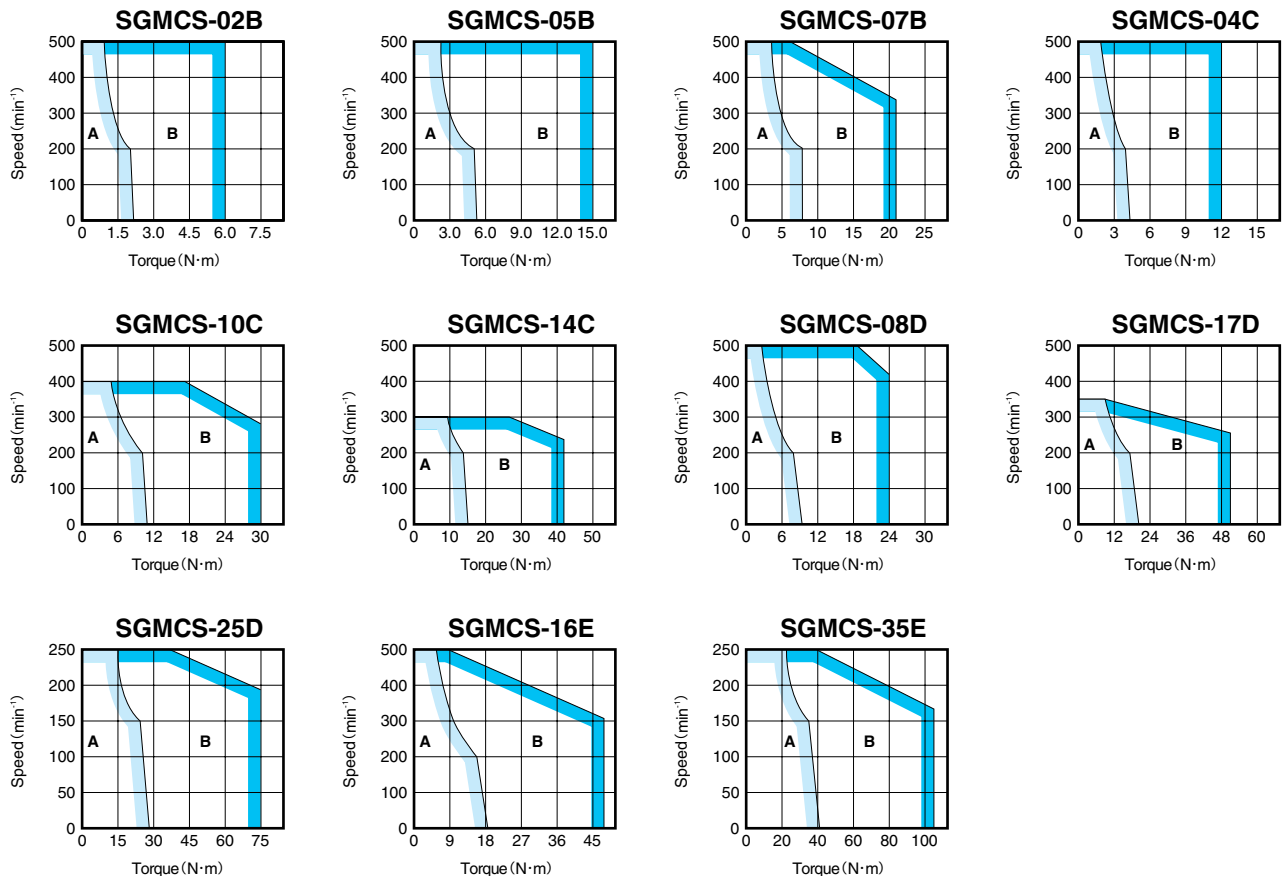 SGMCS-02B
500
400
300
200
100
0
Speed (min⁻¹)
A
B
0 1.5 3.0 4.5 6.0 7.5
Torque (N·m)
SGMCS-05B
500
400
300
200
100
0
Speed (min⁻¹)
A
B
0 3.0 6.0 9.0 12.0 15.0
Torque (N·m)
SGMCS-07B
500
400
300
200
100
0
Speed (min⁻¹)
A
B
0 5 10 15 20 25
Torque (N·m)
SGMCS-04C
500
400
300
200
100
0
Speed (min⁻¹)
A
B
0 3 6 9 12 15
Torque (N·m)
SGMCS-10C
500
400
300
200
100
0
Speed (min⁻¹)
A
B
0 6 12 18 24 30
Torque (N·m)
SGMCS-14C
500
400
300
200
100
0
Speed (min⁻¹)
A
B
0 10 20 30 40 50
Torque (N·m)
SGMCS-08D
500
400
300
200
100
0
Speed (min⁻¹)
A
B
0 6 12 18 24 30
Torque (N·m)
SGMCS-17D
500
400
300
200
100
0
Speed (min⁻¹)
A
B
0 12 24 36 48 60
Torque (N·m)
SGMCS-25D
250
200
150
100
50
0
Speed (min⁻¹)
A
B
0 15 30 45 60 75
Torque (N·m)
SGMCS-16E
500
400
300
200
100
0
Speed (min⁻¹)
A
B
0 9 18 27 36 45
Torque (N·m)
SGMCS-35E
250
200
150
100
50
0
Speed (min⁻¹)
A
B
0 20 40 60 80 100
Torque (N·m)